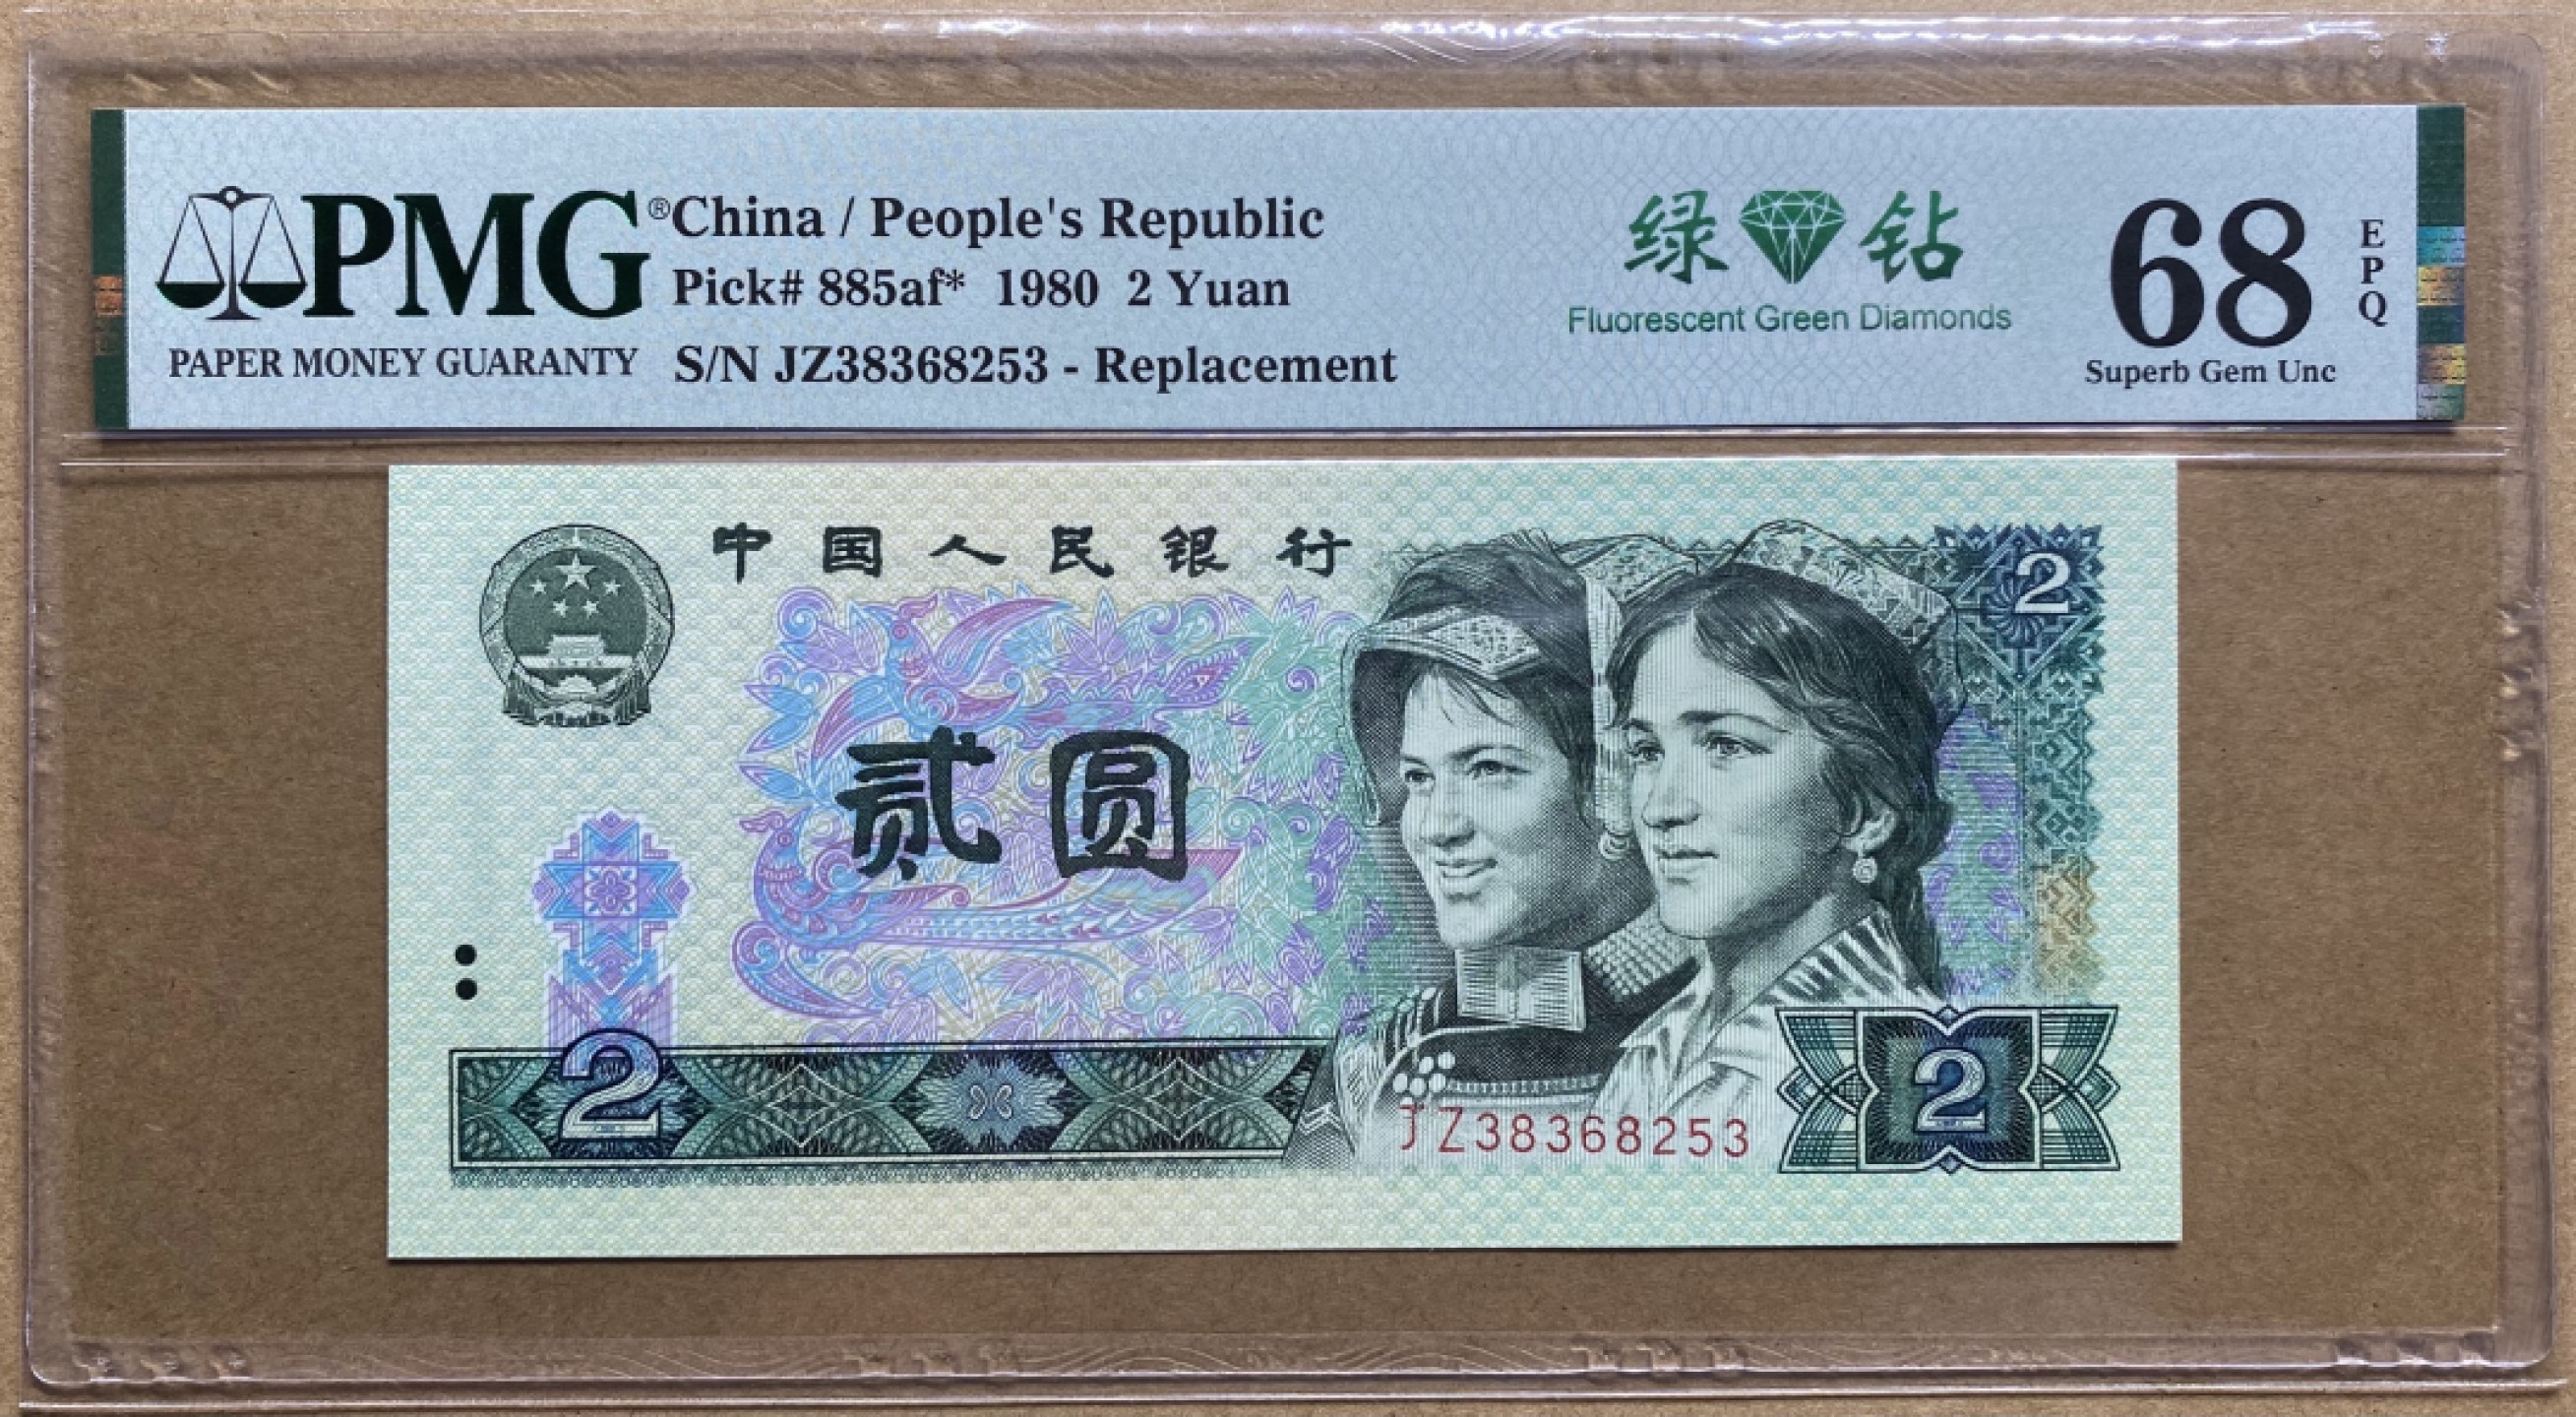 PMG®
PAPER MONEY GUARANTY
China / People's Republic
Pick# 885af* 1980 2 Yuan
S/N JZ38368253 - Replacement
绿 钻
Fluorescent Green Diamonds
68
EPQ
Superb Gem Unc
中国人民银行
2
贰圆
2
2
JZ38368253